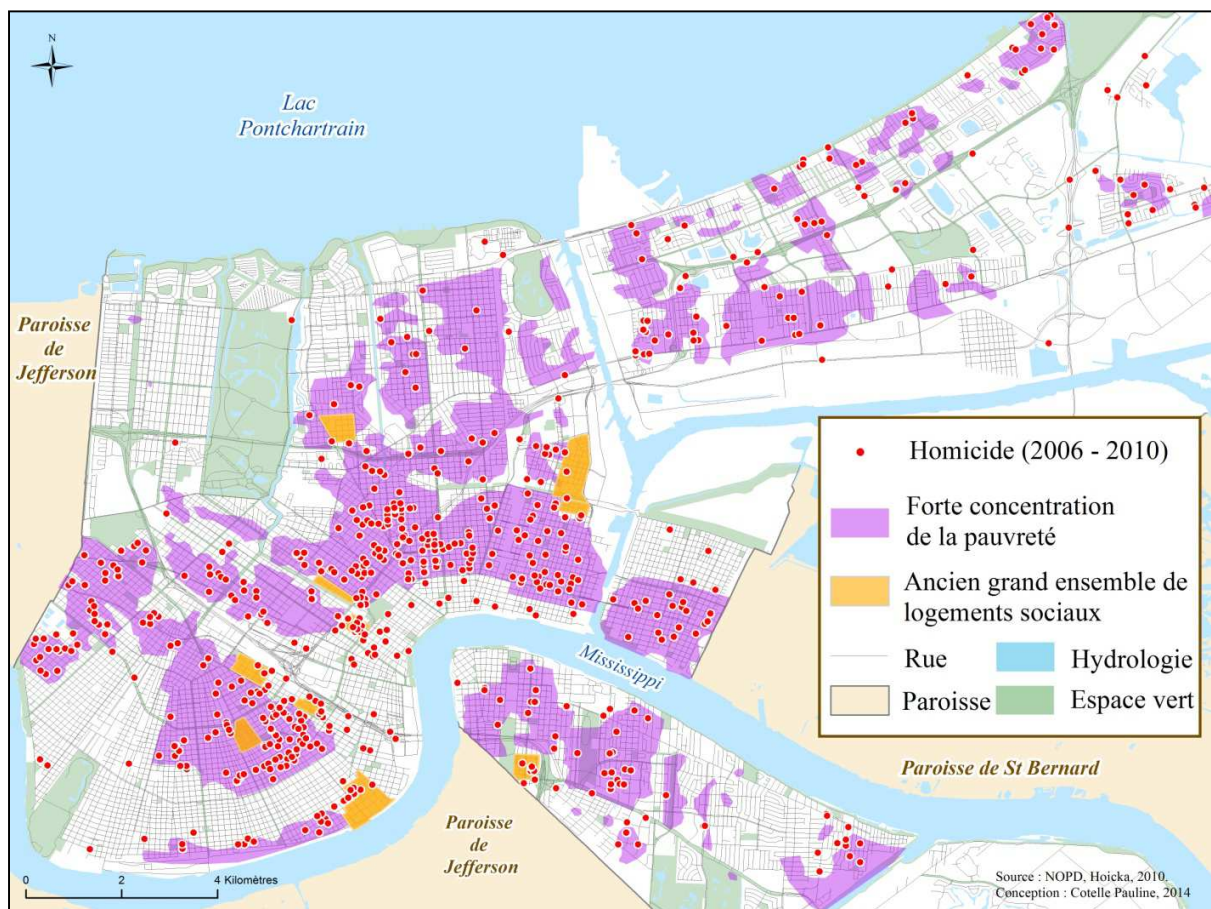 N
Lac
Pontchartrain
Paroisse
de
Jefferson
Mississippi
Paroisse de St Bernard
Paroisse
de
Jefferson
Homicide (2006 - 2010)
Forte concentration
de la pauvreté
Ancien grand ensemble de
logements sociaux
Rue
Hydrologie
Paroisse
Espace vert
0 2 4 Kilomètres
Source : NOPD, Hoicka, 2010,
Conception : Cotelle Pauline, 2014